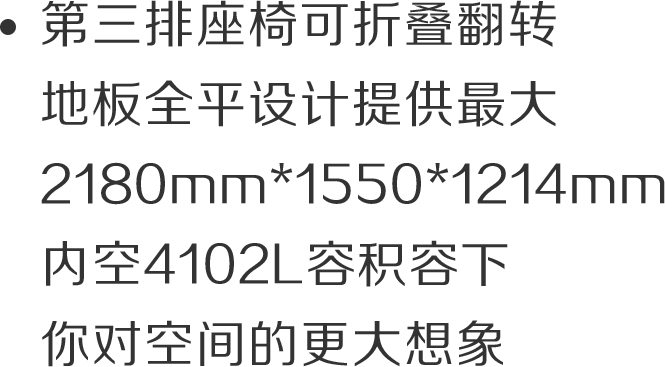 • 第三排座椅可折叠翻转
地板全平设计提供最大
2180mm*1550*1214mm
内空4102L容积容下
你对空间的更大想象